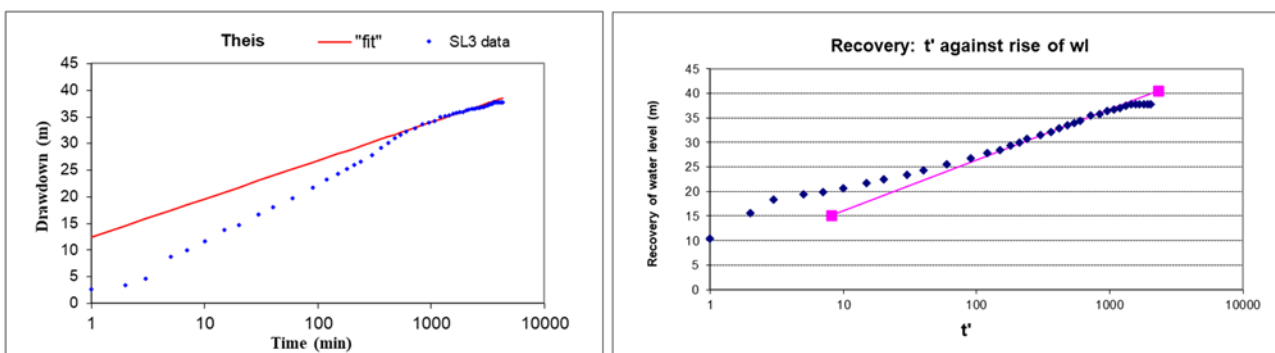 Theis "fit" SL3 data
45
40
35
30
25
20
15
10
5
0
Drawdown (m)
1 10 100 1000 10000
Time (min)
Recovery: t' against rise of wl
45
40
35
30
25
20
15
10
5
0
Recovery of water level (m)
1 10 100 1000 10000
t'